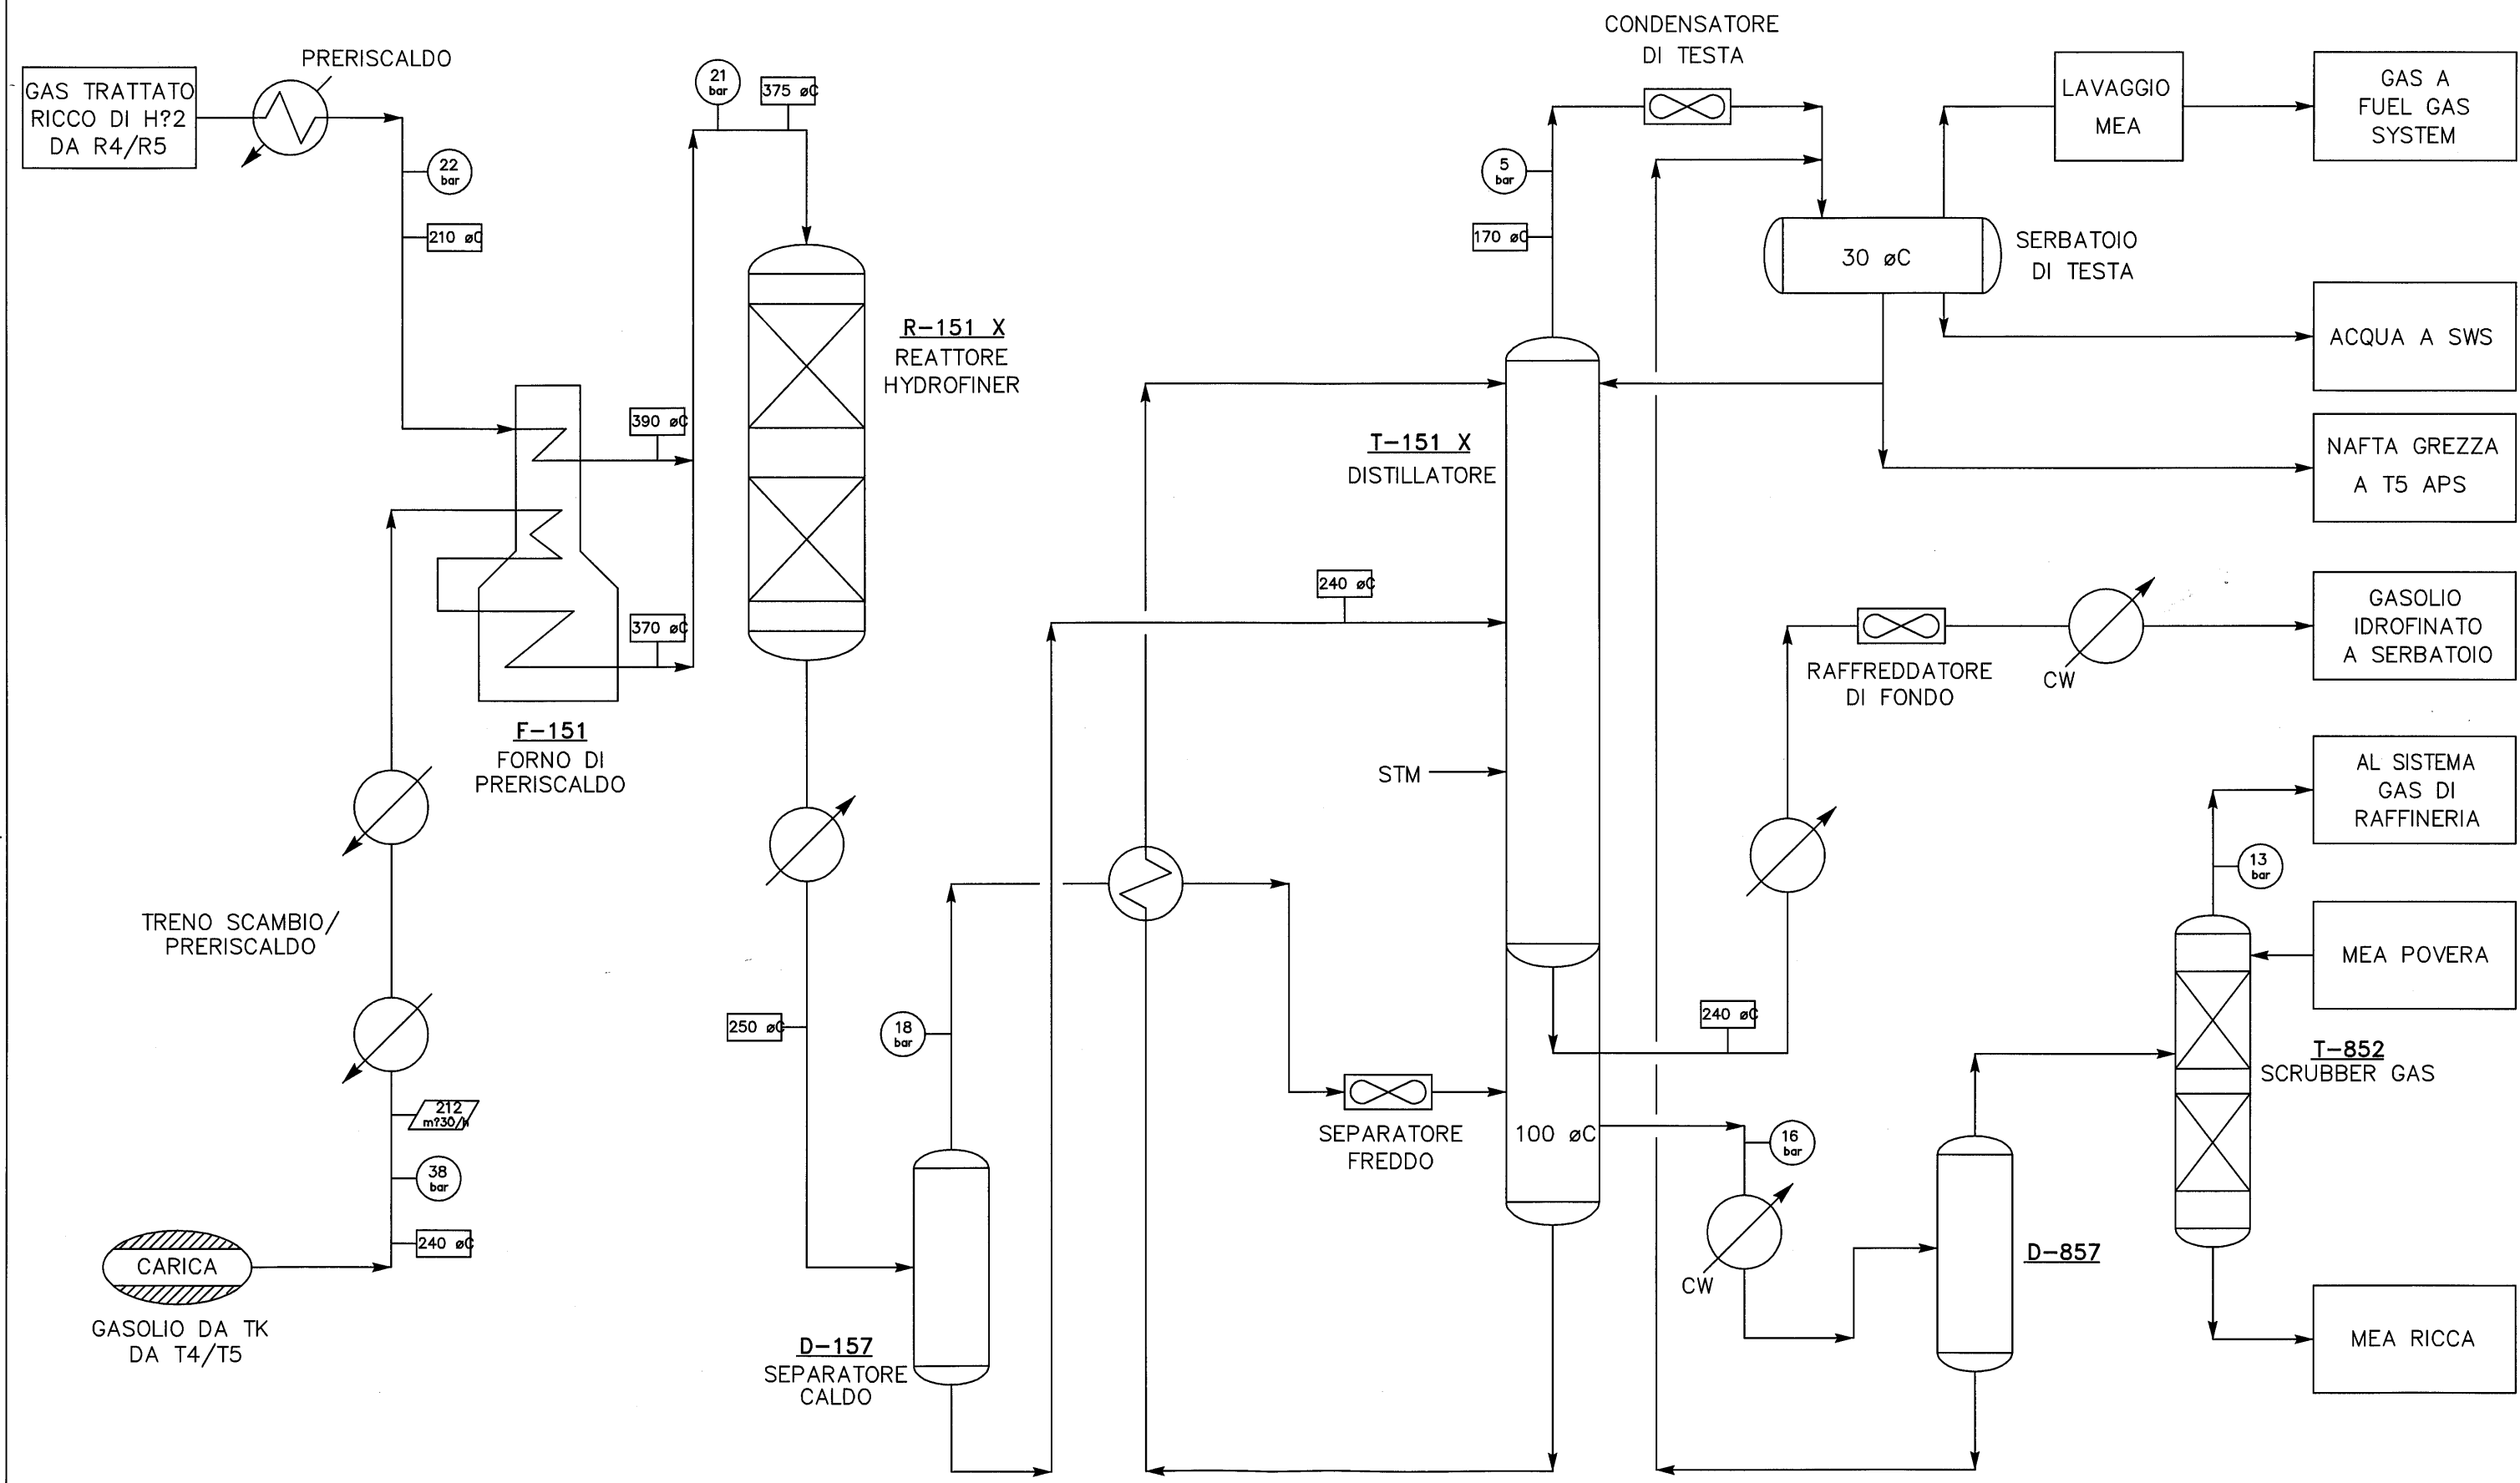 PRERISCALDO
GAS TRATTATO
RICCO DI H?2
DA R4/R5
22
bar
210 øC
21
bar
375 øC
R-151 X
REATTORE
HYDROFINER
390 øC
370 øC
F-151
FORNO DI
PRERISCALDO
TRENO SCAMBIO/
PRERISCALDO
212
m?30/h
38
bar
240 øC
CARICA
GASOLIO DA TK
DA T4/T5
250 øC
18
bar
D-157
SEPARATORE
CALDO
CONDENSATORE
DI TESTA
5
bar
170 øC
30 øC
SERBATOIO
DI TESTA
T-151 X
DISTILLATORE
240 øC
STM
SEPARATORE
FREDDO
100 øC
240 øC
RAFFREDDATORE
DI FONDO
CW
16
bar
CW
D-857
13
bar
T-852
SCRUBBER GAS
LAVAGGIO
MEA
GAS A
FUEL GAS
SYSTEM
ACQUA A SWS
NAFTA GREZZA
A T5 APS
GASOLIO
IDROFINATO
A SERBATOIO
AL SISTEMA
GAS DI
RAFFINERIA
MEA POVERA
MEA RICCA